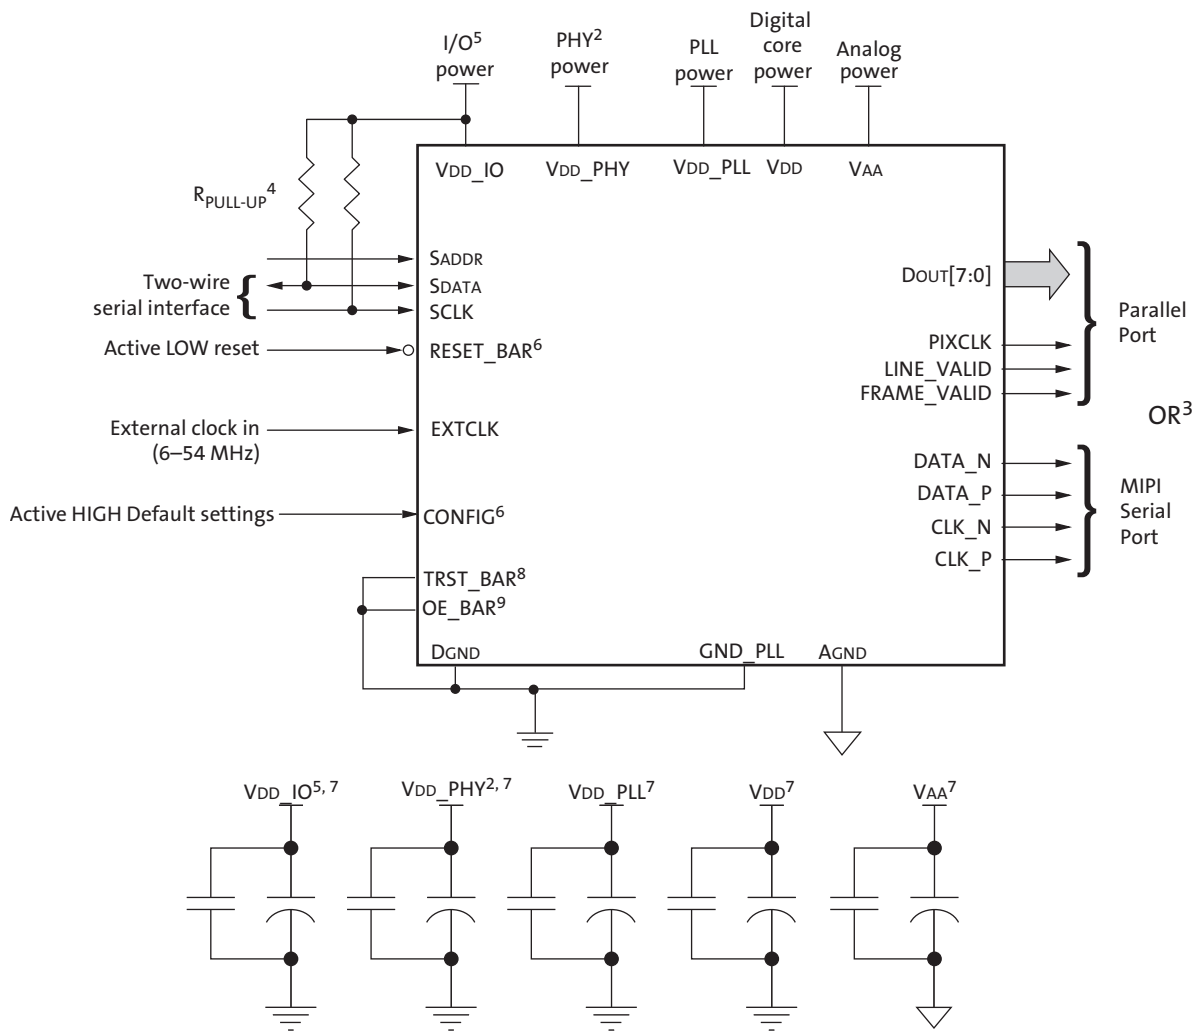 I/O5
power
PHY2
power
PLL
power
Digital
core
power
Analog
power
VDD_IO
VDD_PHY
VDD_PLL
VDD
VAA
RPULL-UP4
SADDR
Two-wire
serial interface
SDATA
SCLK
Active LOW reset
RESET_BAR6
External clock in
(6–54 MHz)
EXTCLK
Active HIGH Default settings
CONFIG6
TRST_BAR8
OE_BAR9
DGND
GND_PLL
AGND
DOUT[7:0]
PIXCLK
LINE_VALID
FRAME_VALID
Parallel
Port
OR3
DATA_N
DATA_P
CLK_N
CLK_P
MIPI
Serial
Port
VDD_IO5, 7
VDD_PHY2, 7
VDD_PLL7
VDD7
VAA7